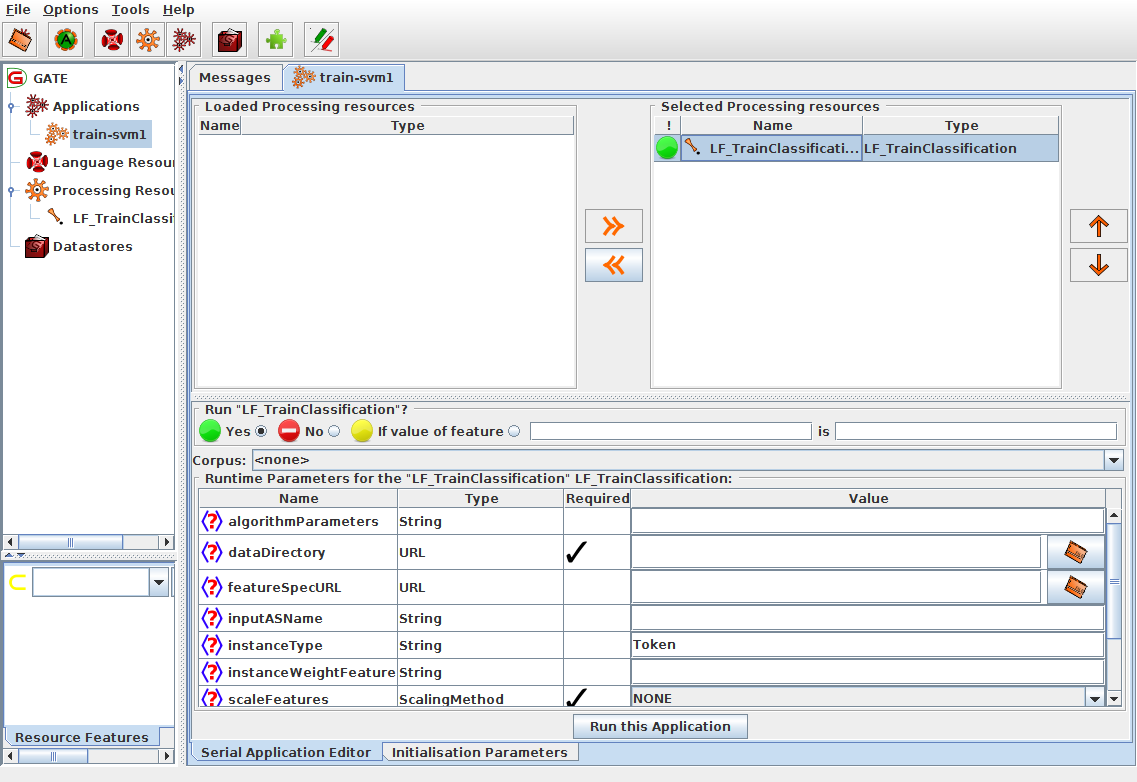 File Options Tools Help
GATE
Applications
train-svm1
Language Resou
Processing Resou
LF_TrainClassi
Datastores
Resource Features
Messages train-svm1
Loaded Processing resources
Name Type
Selected Processing resources
! Name Type
LF_TrainClassificati... LF_TrainClassification
Run "LF_TrainClassification"?
Yes No If value of feature is
Corpus: <none>
Runtime Parameters for the "LF_TrainClassification" LF_TrainClassification:
Name Type Required Value
<?> algorithmParameters String
<?> dataDirectory URL ✓
<?> featureSpecURL URL
<?> inputASName String
<?> instanceType String Token
<?> instanceWeightFeature String
<?> scaleFeatures ScalingMethod ✓ NONE
Run this Application
Serial Application Editor Initialisation Parameters